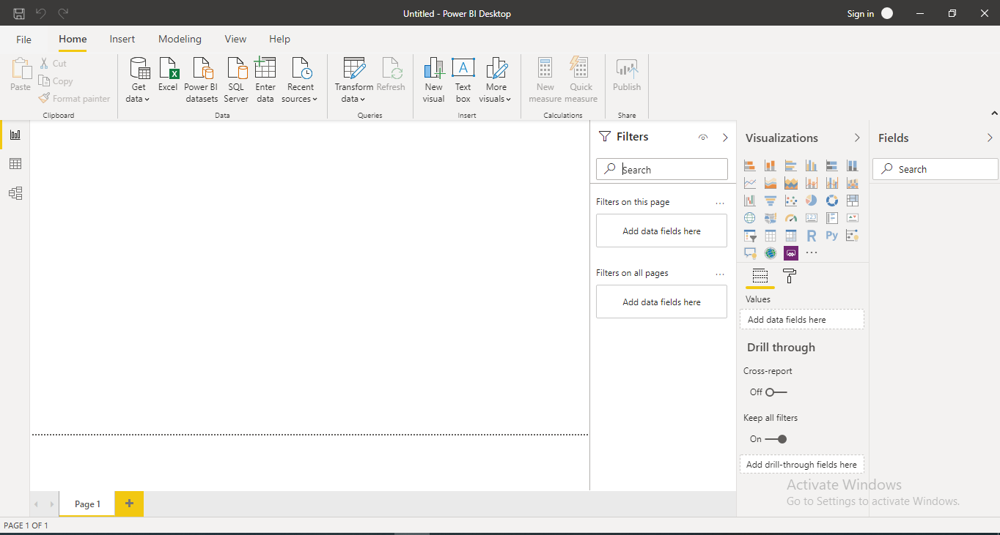 Untitled - Power BI Desktop
Sign in
File
Home
Insert
Modeling
View
Help
Paste
Cut
Copy
Format painter
Clipboard
Get
data
Excel
Power BI
datasets
SQL
Server
Enter
data
Recent
sources
Data
Transform
data
Refresh
Queries
New
visual
Text
box
More
visuals
Insert
New
measure
Quick
measure
Calculations
Publish
Share
Filters
Search
Filters on this page
...
Add data fields here
Filters on all pages
...
Add data fields here
Visualizations
123
R
Py
...
Values
Add data fields here
Drill through
Cross-report
Off
Keep all filters
On
Add drill-through fields here
Fields
Search
Activate Windows
Go to Settings to activate Windows.
Page 1
PAGE 1 OF 1